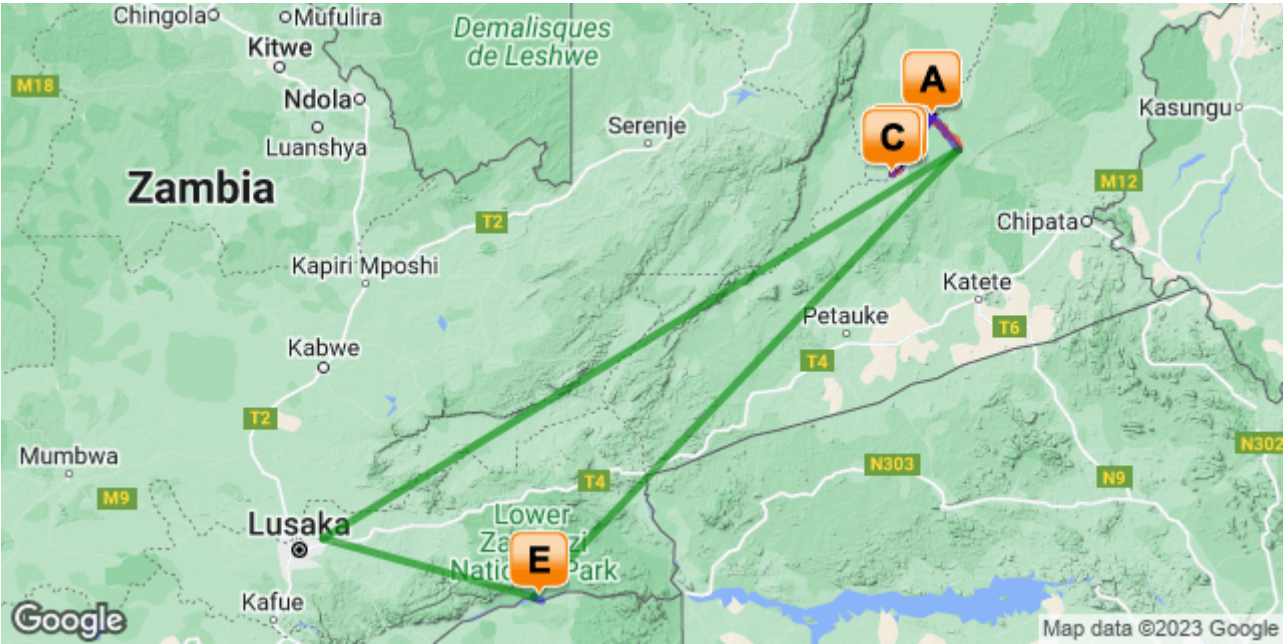 Chingola
Mufulira
Demalisques
de Leshwe
Kitwe
A
M18
Ndola
Kasungu
Serenje
Luanshya
C
Zambia
M12
T2
Chipata
Kapiri Mposhi
Katete
Petauke
T6
Kabwe
T4
T2
N302
Mumbwa
N303
N9
M9
T4
Lusaka
Lower
National Park
E
Kafue
Google
Map data ©2023 Google